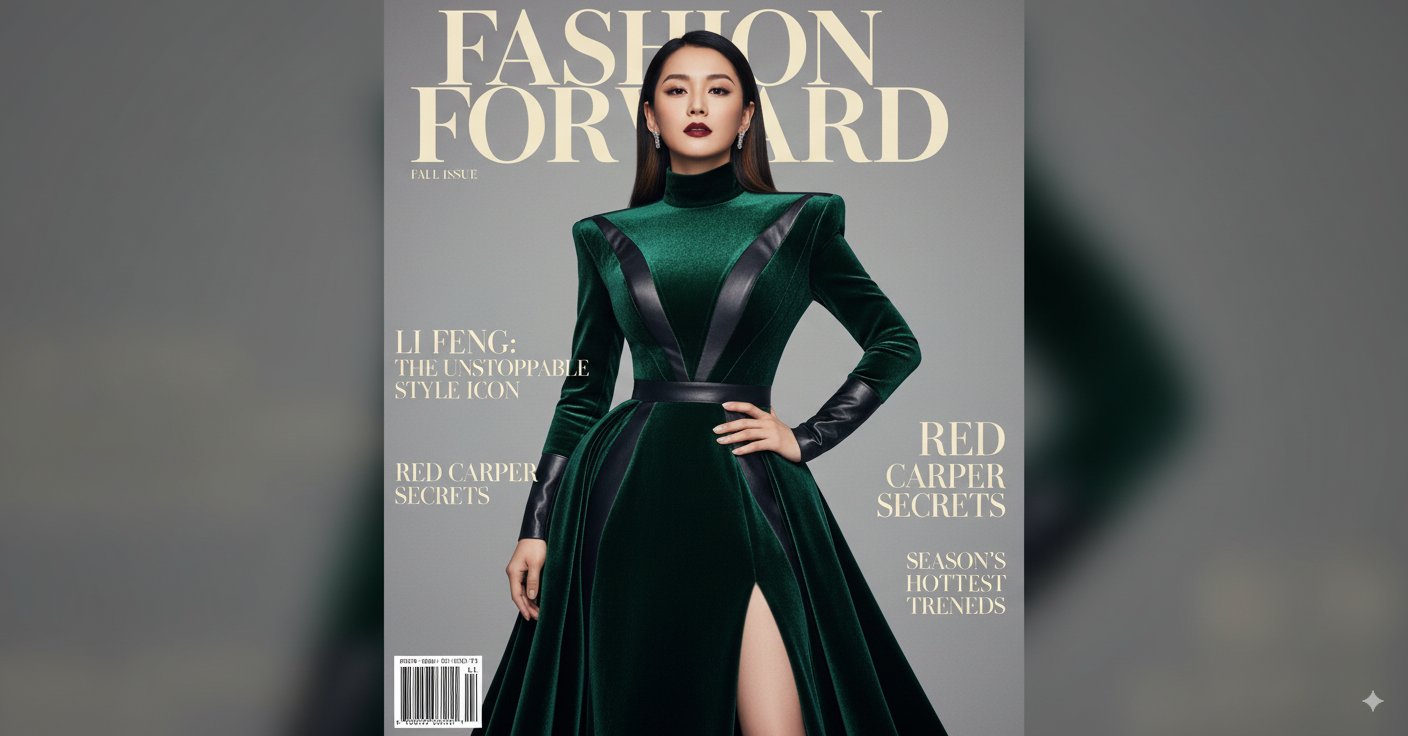 FASHION
FORWARD
FALL ISSUE
LI FENG:
THE UNSTOPPABLE
STYLE ICON
RED CARPER
SECRETS
RED
CARPER
SECRETS
SEASON'S
HOTTEST
TRENEDS